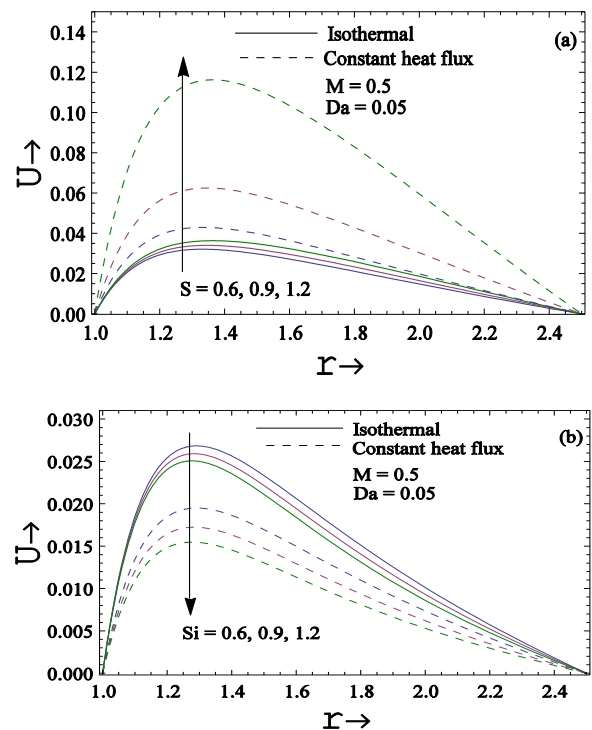 (a)
Isothermal
Constant heat flux
M = 0.5
Da = 0.05
0.14
0.12
0.10
0.08
0.06
0.04
0.02
0.00
U→
S = 0.6, 0.9, 1.2
1.0 1.2 1.4 1.6 1.8 2.0 2.2 2.4
r→
(b)
Isothermal
Constant heat flux
M = 0.5
Da = 0.05
0.030
0.025
0.020
0.015
0.010
0.005
0.000
U→
Si = 0.6, 0.9, 1.2
1.0 1.2 1.4 1.6 1.8 2.0 2.2 2.4
r→